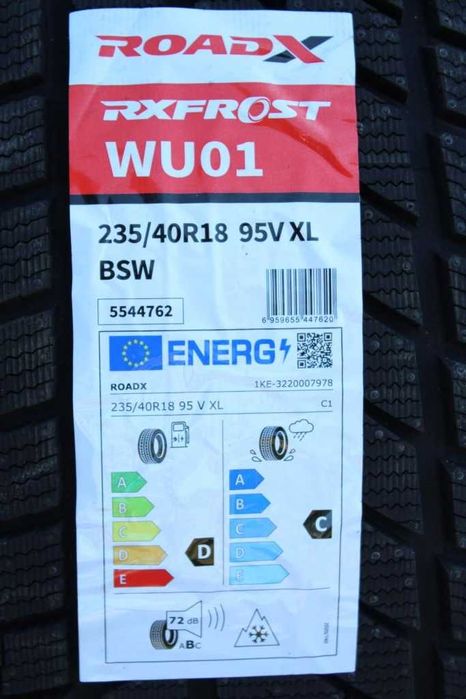 ROADX
RXFROST
WU01
235/40R18 95V XL
BSW
5544762
6 959655 447620
ENERG
ROADX 1KE-3220007978
235/40R18 95 V XL C1
A A
B B
C C C
D D D
E E
72 dB
ABC